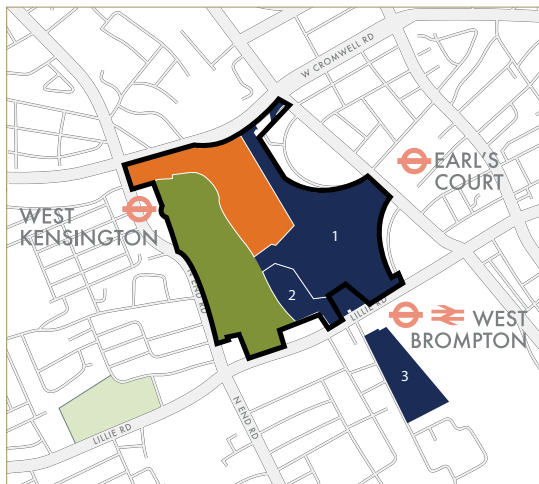 W CROMWELL RD
EARL'S
COURT
WEST
KENSINGTON
1
2
N END RD
LILLIE RD
WEST
BROMPTON
3
N END RD
LILLIE RD